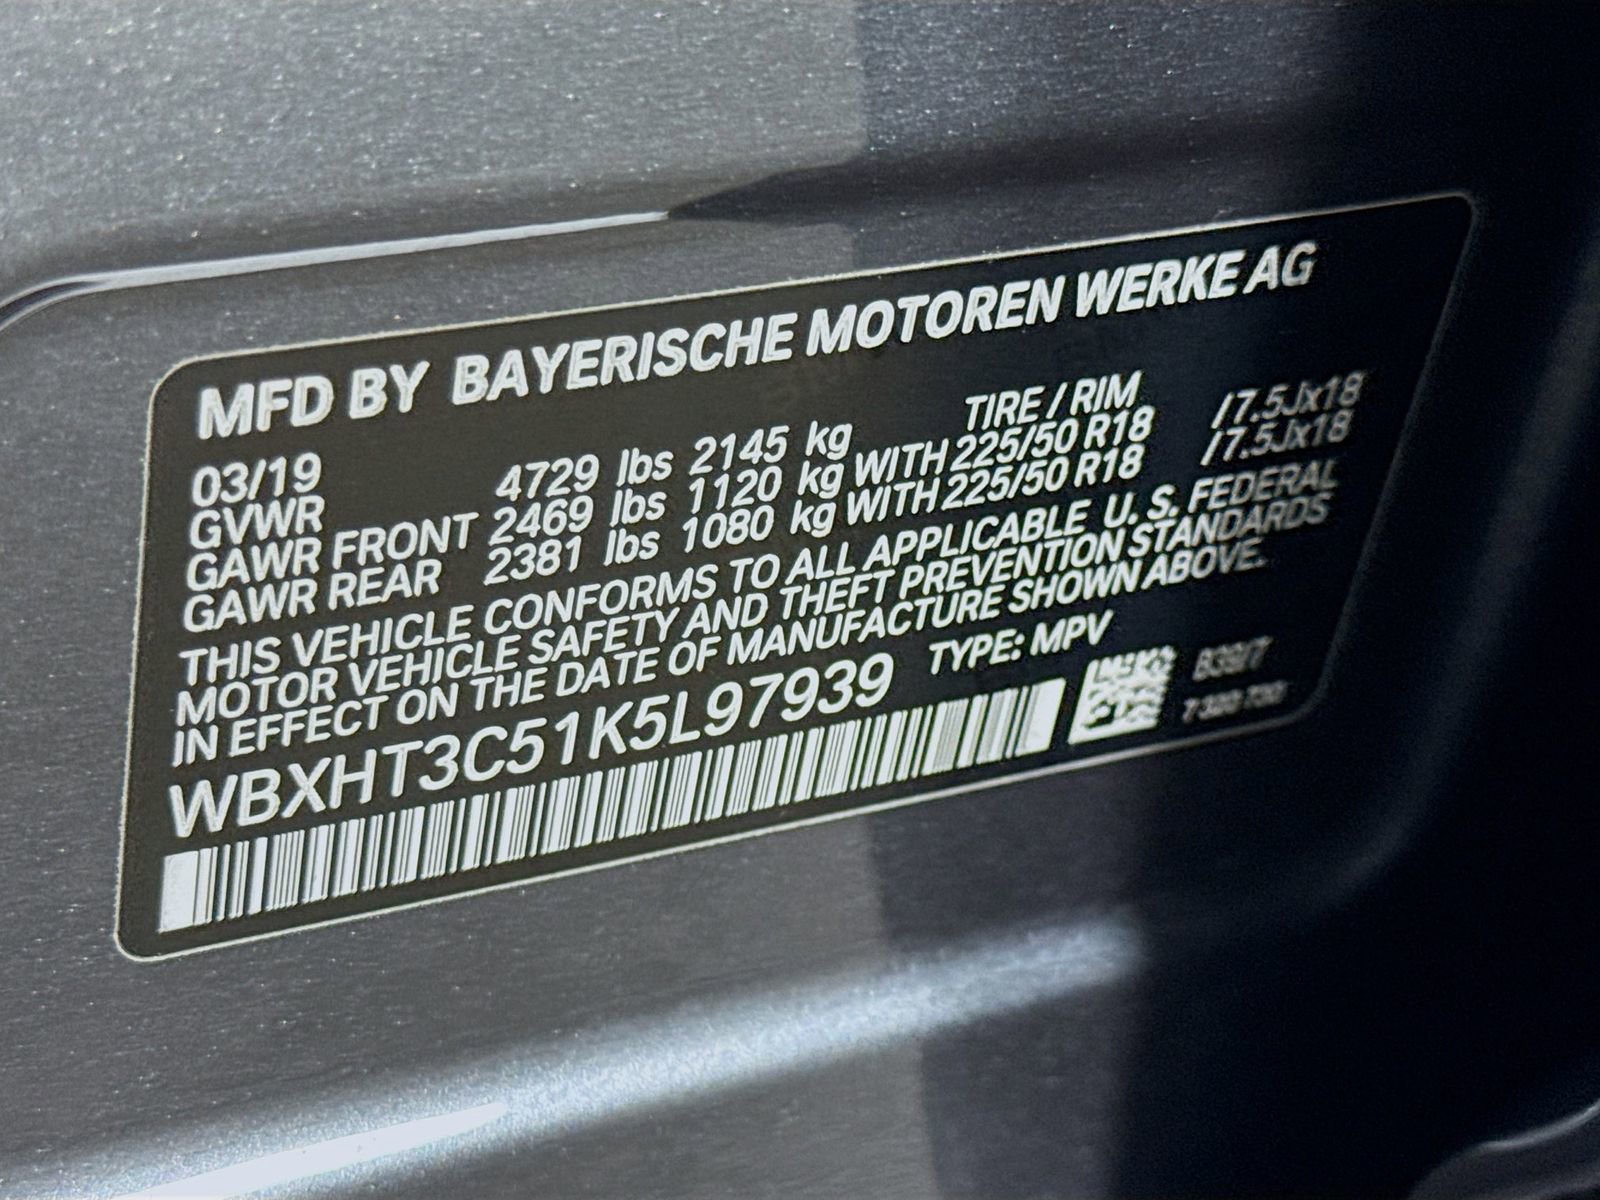 MFD BY BAYERISCHE MOTOREN WERKE AG
03/19 TIRE / RIM
GVWR 4729 lbs 2145 kg
GAWR FRONT 2469 lbs 1120 kg WITH 225/50 R18 /7.5Jx18
GAWR REAR 2381 lbs 1080 kg WITH 225/50 R18 /7.5Jx18
THIS VEHICLE CONFORMS TO ALL APPLICABLE U. S. FEDERAL
MOTOR VEHICLE SAFETY AND THEFT PREVENTION STANDARDS
IN EFFECT ON THE DATE OF MANUFACTURE SHOWN ABOVE.
WBXHT3C51K5L97939 TYPE: MPV